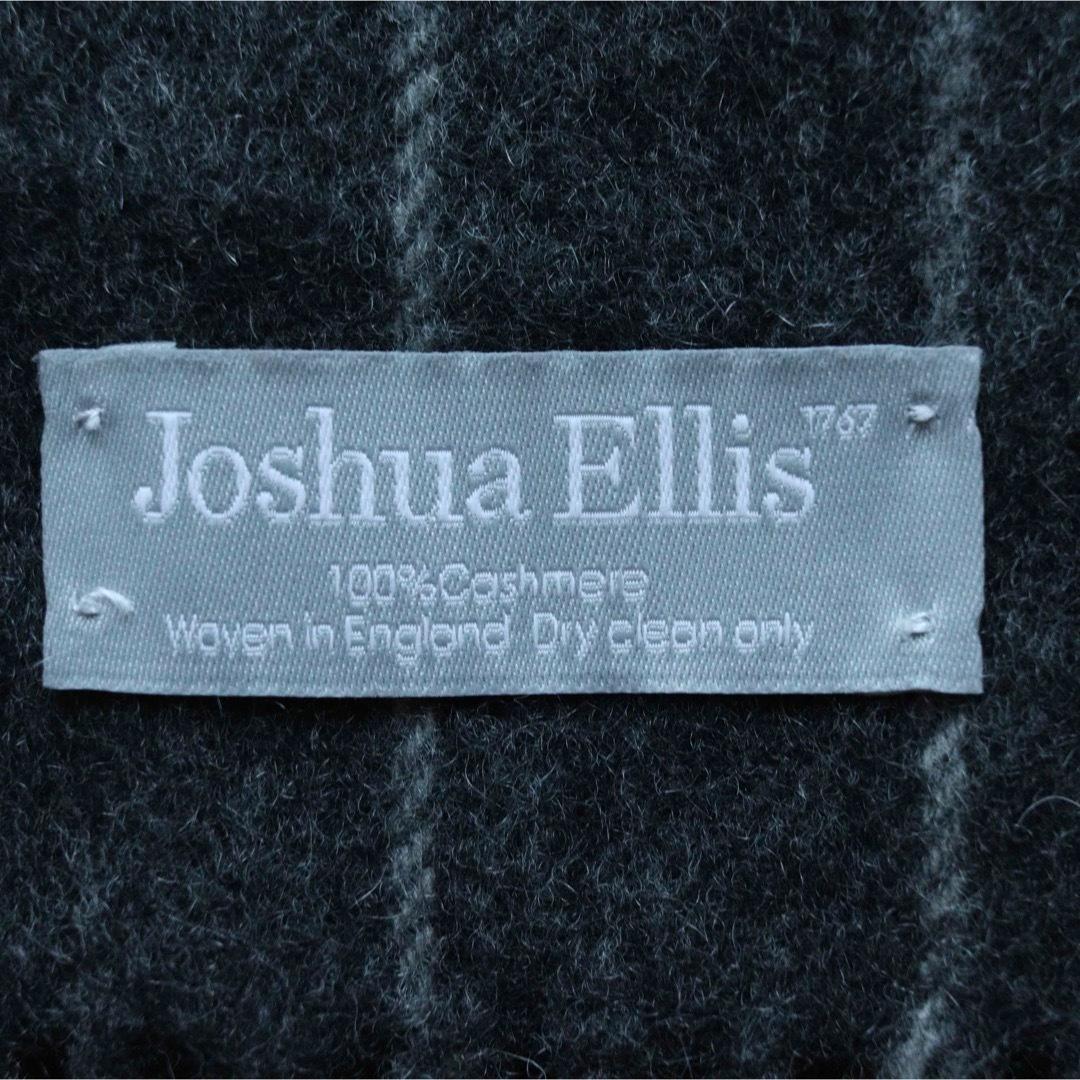 Joshua Ellis 1767
100% Cashmere
Woven in England Dry clean only